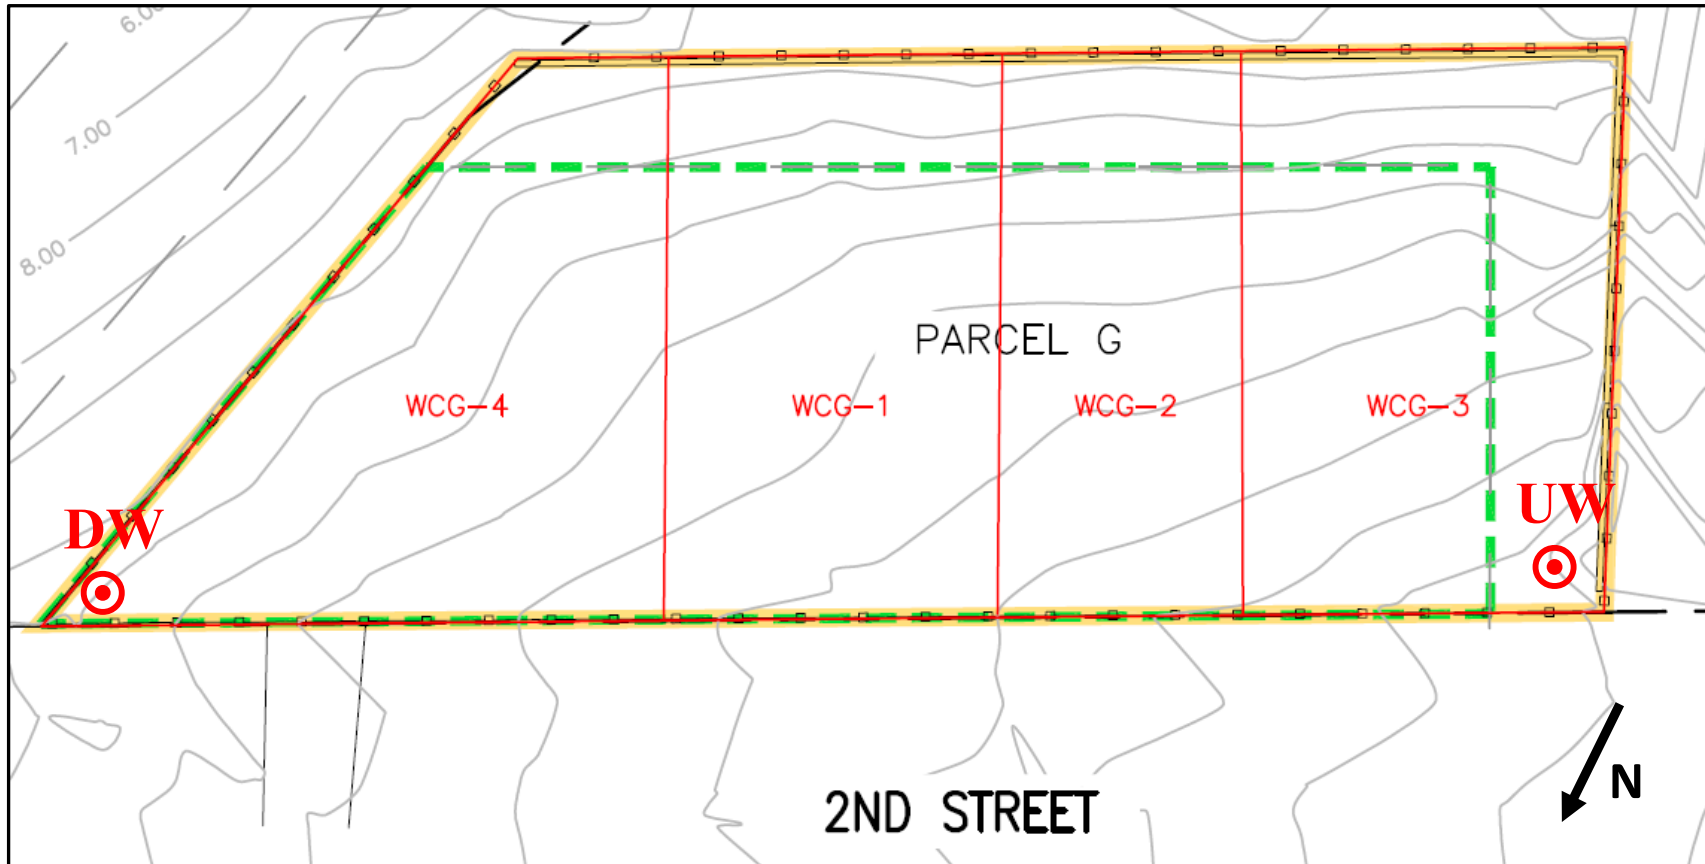 6.00
7.00
8.00
PARCEL G
WCG-4
WCG-1
WCG-2
WCG-3
DW
UW
2ND STREET
N